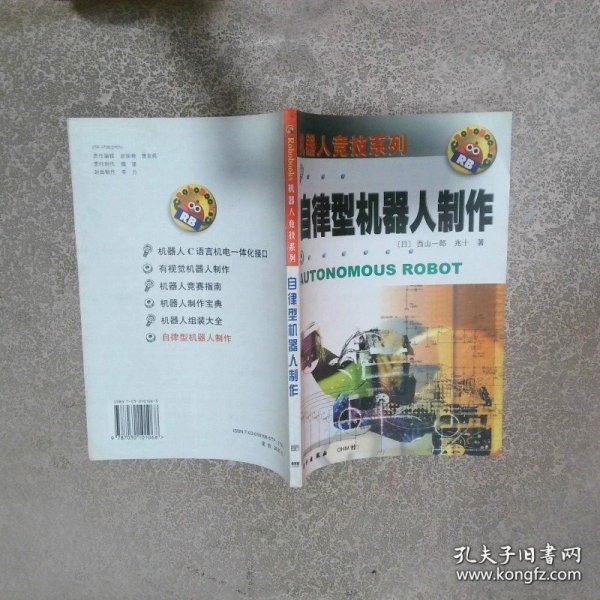 机器人 C 语言机电一体化接口
有视觉机器人制作
机器人竞赛指南
机器人制作宝典
机器人组装大全
自律型机器人制作
9 787030 101068
Robobooks 机器人竞技系列
自律型机器人制作
机器人竞技系列
RB
自律型机器人制作
〔日〕西山一郎 兆十 著
AUTONOMOUS ROBOT
OHM社
孔夫子旧书网
www.kongfz.com